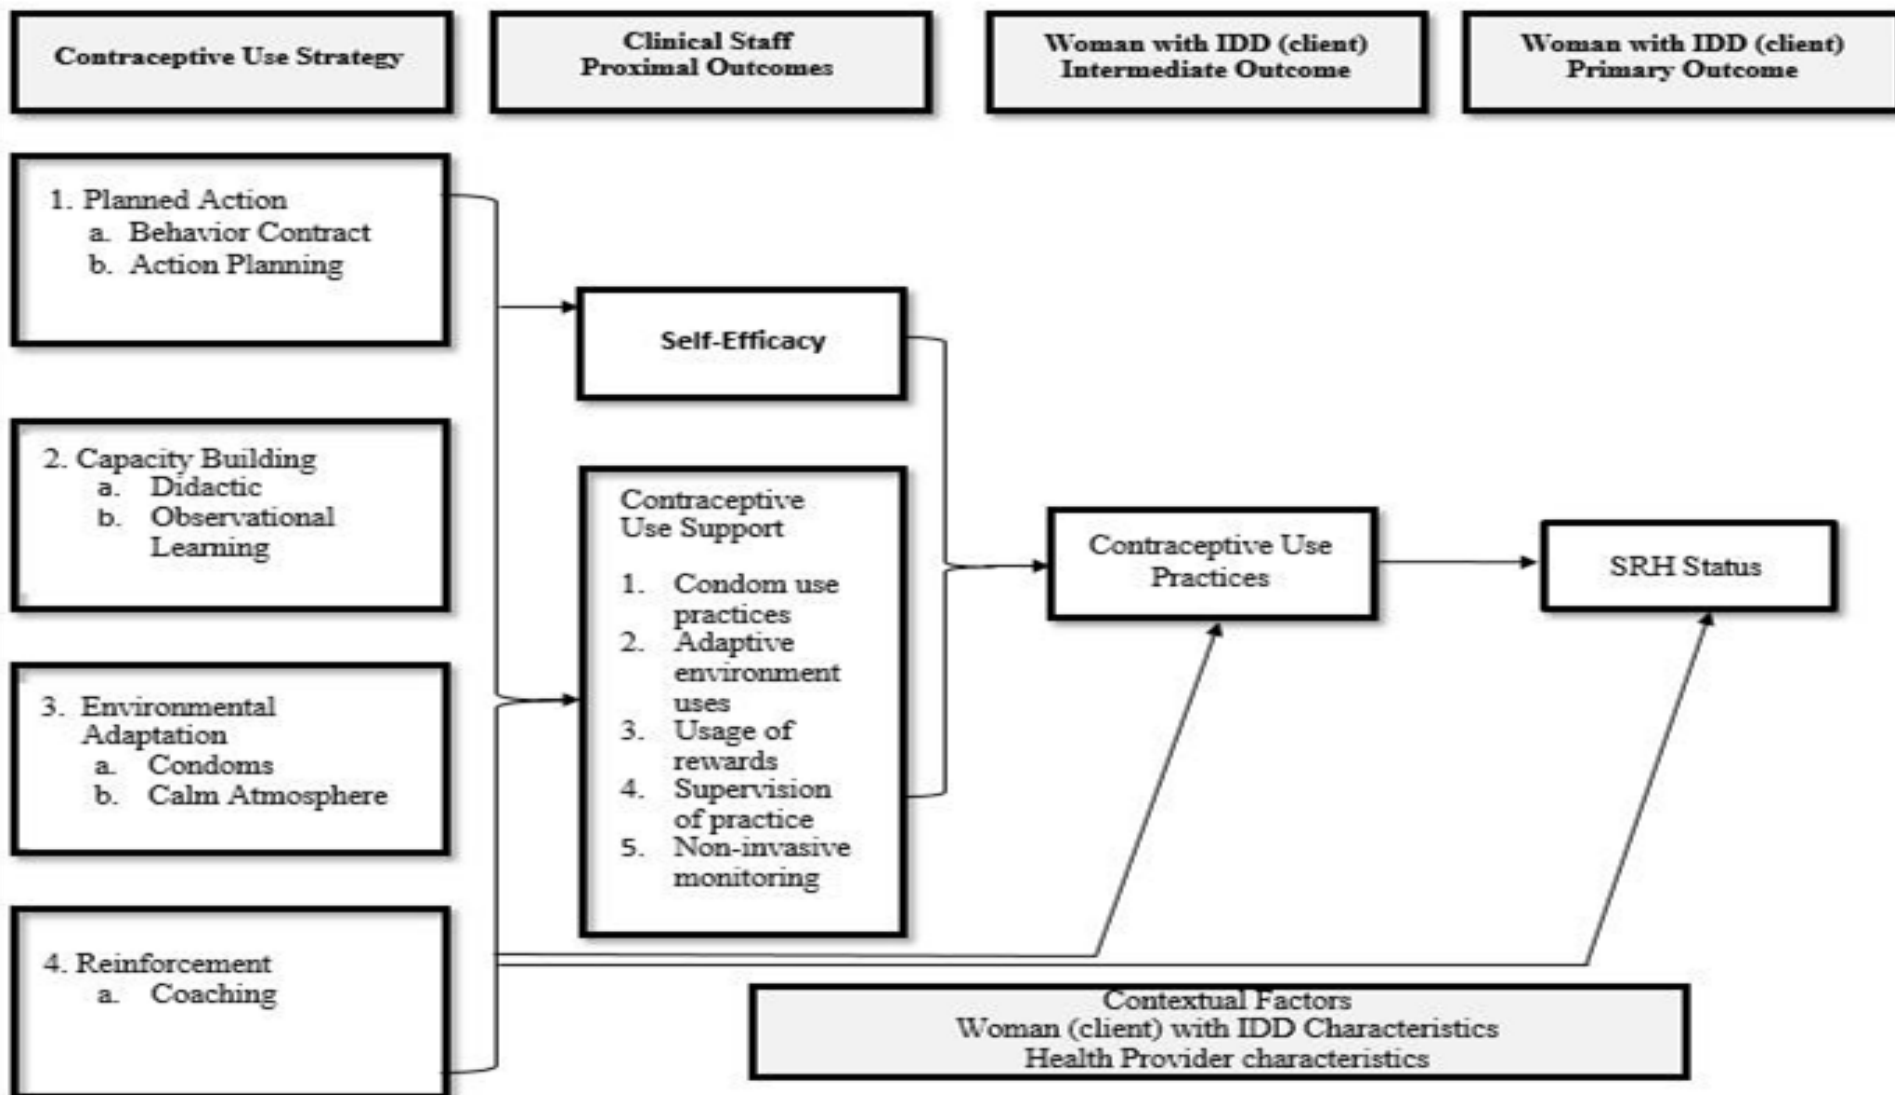 Contraceptive Use Strategy
Clinical Staff
Proximal Outcomes
Woman with IDD (client)
Intermediate Outcome
Woman with IDD (client)
Primary Outcome
1. Planned Action
a. Behavior Contract
b. Action Planning
2. Capacity Building
a. Didactic
b. Observational
Learning
3. Environmental
Adaptation
a. Condoms
b. Calm Atmosphere
4. Reinforcement
a. Coaching
Self-Efficacy
Contraceptive
Use Support
1. Condom use
practices
2. Adaptive
environment
uses
3. Usage of
rewards
4. Supervision
of practice
5. Non-invasive
monitoring
Contraceptive Use
Practices
SRH Status
Contextual Factors
Woman (client) with IDD Characteristics
Health Provider characteristics